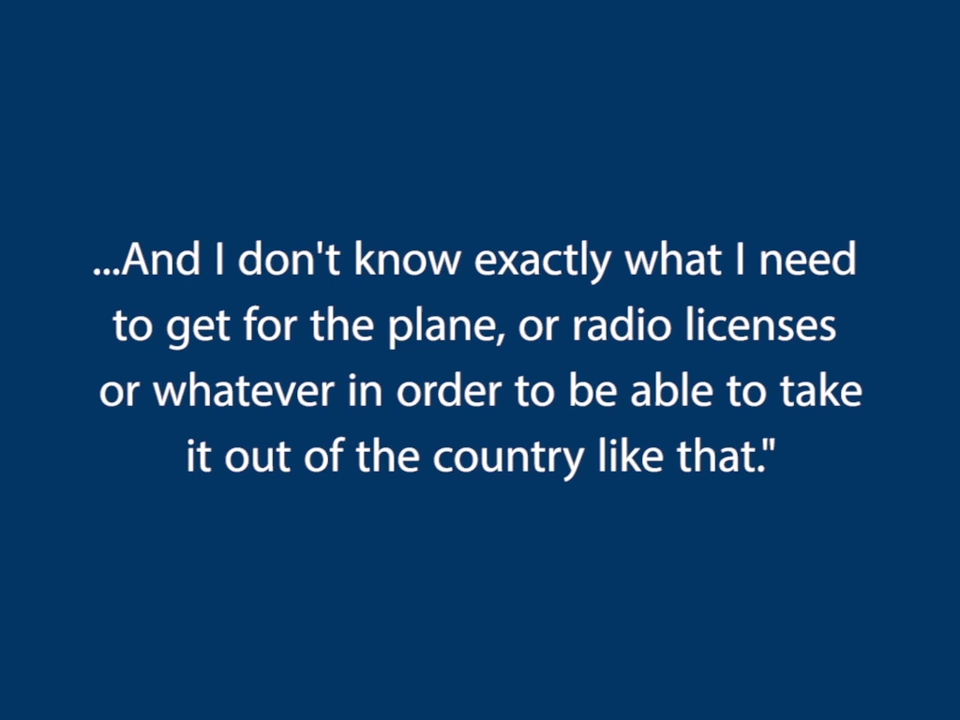 ...And I don't know exactly what I need
to get for the plane, or radio licenses
or whatever in order to be able to take
it out of the country like that."